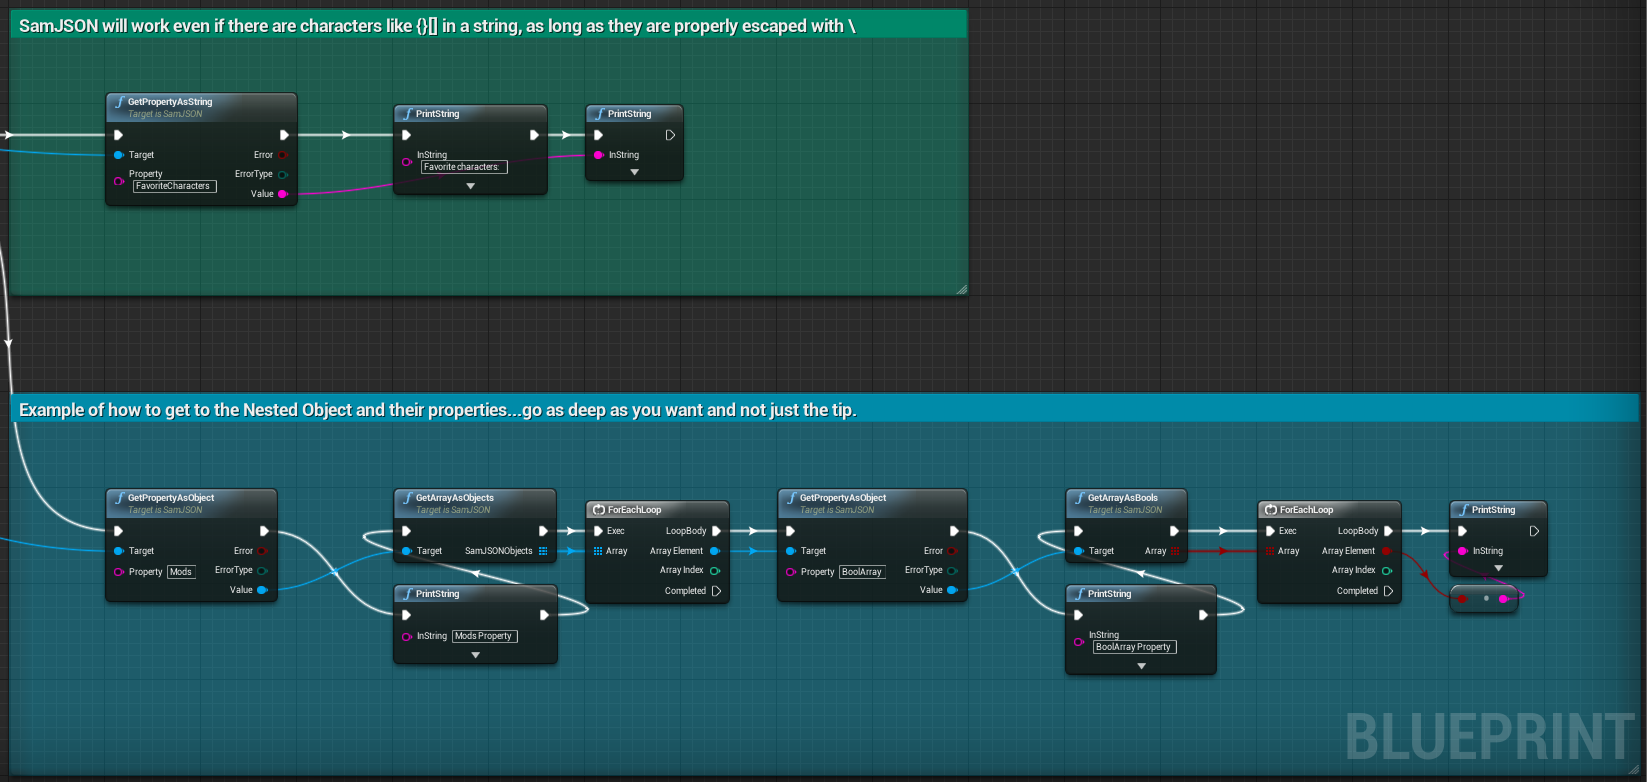 SamJSON will work even if there are characters like {}[] in a string, as long as they are properly escaped with \
GetPropertyAsString
Target is SamJSON
Target
Error
Property
FavoriteCharacters
ErrorType
Value
PrintString
InString
Favorite characters:
PrintString
InString
Example of how to get to the Nested Object and their properties...go as deep as you want and not just the tip.
GetPropertyAsObject
Target is SamJSON
Target
Error
Property Mods
ErrorType
Value
GetArrayAsObjects
Target is SamJSON
Target
SamJSONObjects
PrintString
InString Mods Property
ForEachLoop
Exec
LoopBody
Array
Array Element
Array Index
Completed
GetPropertyAsObject
Target is SamJSON
Target
Error
Property BoolArray
ErrorType
Value
GetArrayAsBools
Target is SamJSON
Target
Array
PrintString
InString
BoolArray Property
ForEachLoop
Exec
LoopBody
Array
Array Element
Array Index
Completed
PrintString
InString
BLUEPRINT